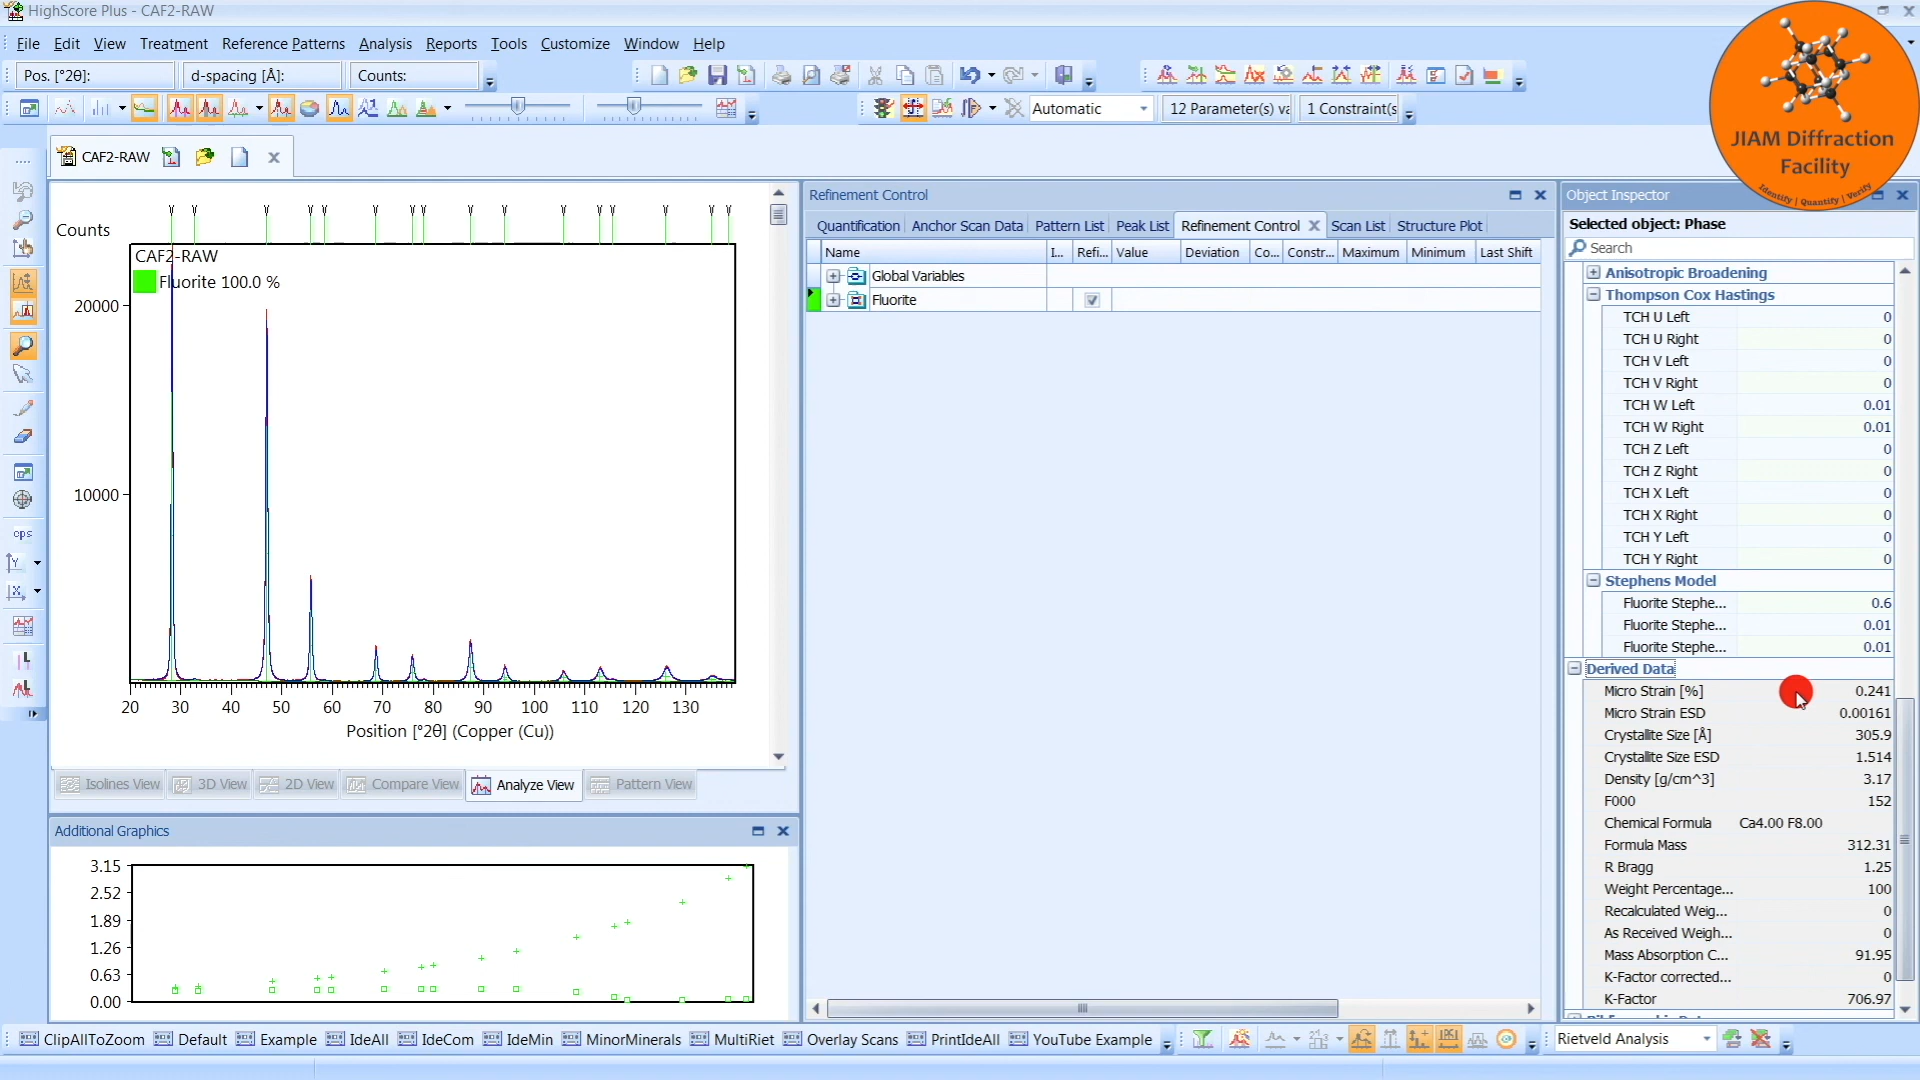 HighScore Plus - CAF2-RAW
File Edit View Treatment Reference Patterns Analysis Reports Tools Customize Window Help
Pos. [°2θ]: d-spacing [Å]: Counts:
Automatic 12 Parameter(s) va 1 Constraint(s
JIAM Diffraction
Facility
Identify | Quantify | Verify
CAF2-RAW
cps
Counts
CAF2-RAW
Fluorite 100.0 %
20000
10000
20 30 40 50 60 70 80 90 100 110 120 130
Position [°2θ] (Copper (Cu))
Isolines View 3D View 2D View Compare View Analyze View Pattern View
Additional Graphics
3.15
2.52
1.89
1.26
0.63
0.00
Refinement Control
Quantification Anchor Scan Data Pattern List Peak List Refinement Control Scan List Structure Plot
Name I... Refi... Value Deviation Co... Constr... Maximum Minimum Last Shift
Global Variables
Fluorite
Object Inspector
Selected object: Phase
Search
Anisotropic Broadening
Thompson Cox Hastings
TCH U Left 0
TCH U Right 0
TCH V Left 0
TCH V Right 0
TCH W Left 0.01
TCH W Right 0.01
TCH Z Left 0
TCH Z Right 0
TCH X Left 0
TCH X Right 0
TCH Y Left 0
TCH Y Right 0
Stephens Model
Fluorite Stephe... 0.6
Fluorite Stephe... 0.01
Fluorite Stephe... 0.01
Derived Data
Micro Strain [%] 0.241
Micro Strain ESD 0.00161
Crystallite Size [Å] 305.9
Crystallite Size ESD 1.514
Density [g/cm^3] 3.17
F000 152
Chemical Formula Ca4.00 F8.00
Formula Mass 312.31
R Bragg 1.25
Weight Percentage... 100
Recalculated Weig... 0
As Received Weigh... 0
Mass Absorption C... 91.95
K-Factor corrected... 0
K-Factor 706.97
ClipAllToZoom Default Example IdeAll IdeCom IdeMin MinorMinerals MultiRiet Overlay Scans PrintIdeAll YouTube Example Rietveld Analysis